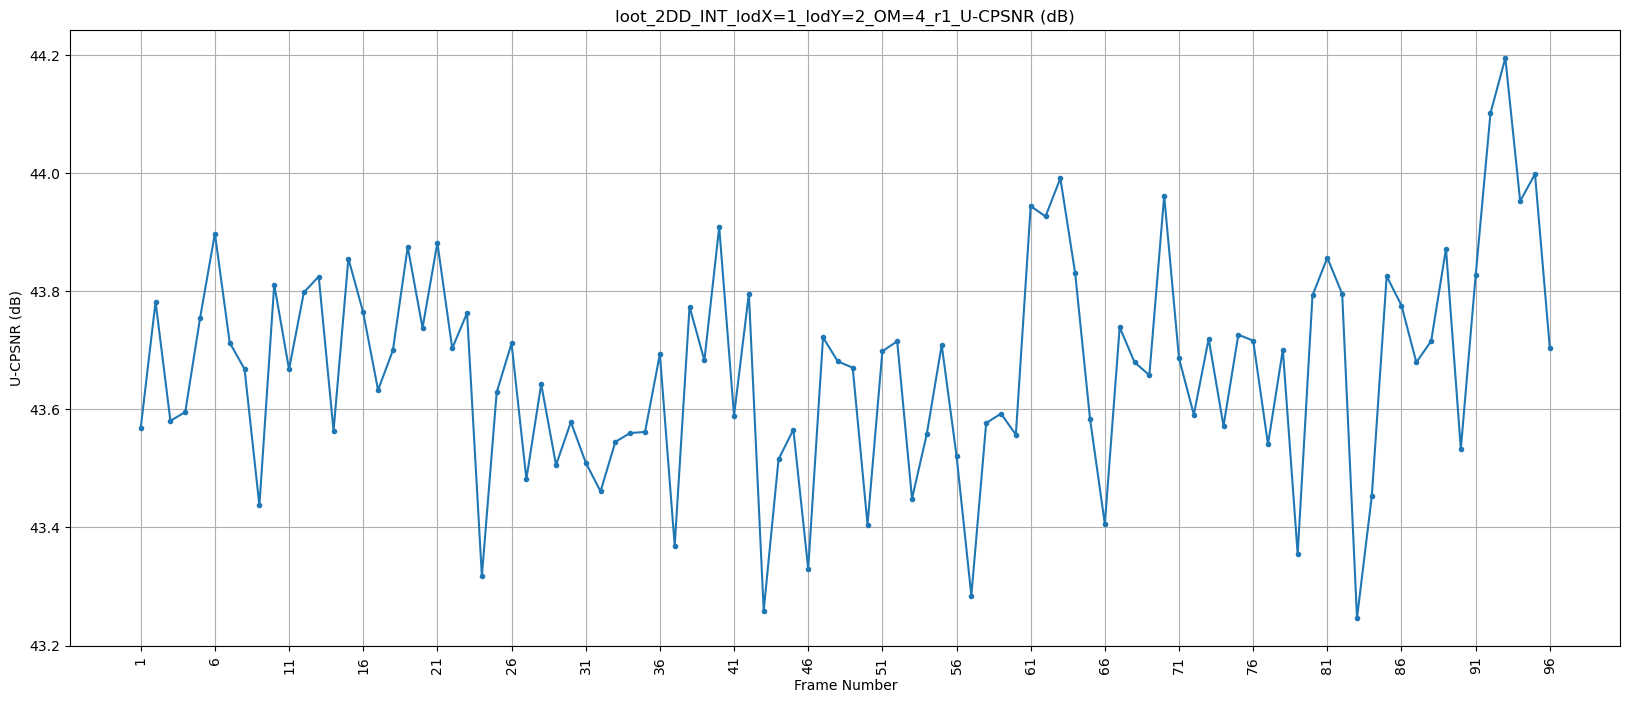 loot_2DD_INT_lodX=1_lodY=2_OM=4_r1_U-CPSNR (dB)
44.2
44.0
43.8
43.6
43.4
43.2
U-CPSNR (dB)
1 6 11 16 21 26 31 36 41 46 51 56 61 66 71 76 81 86 91 96
Frame Number